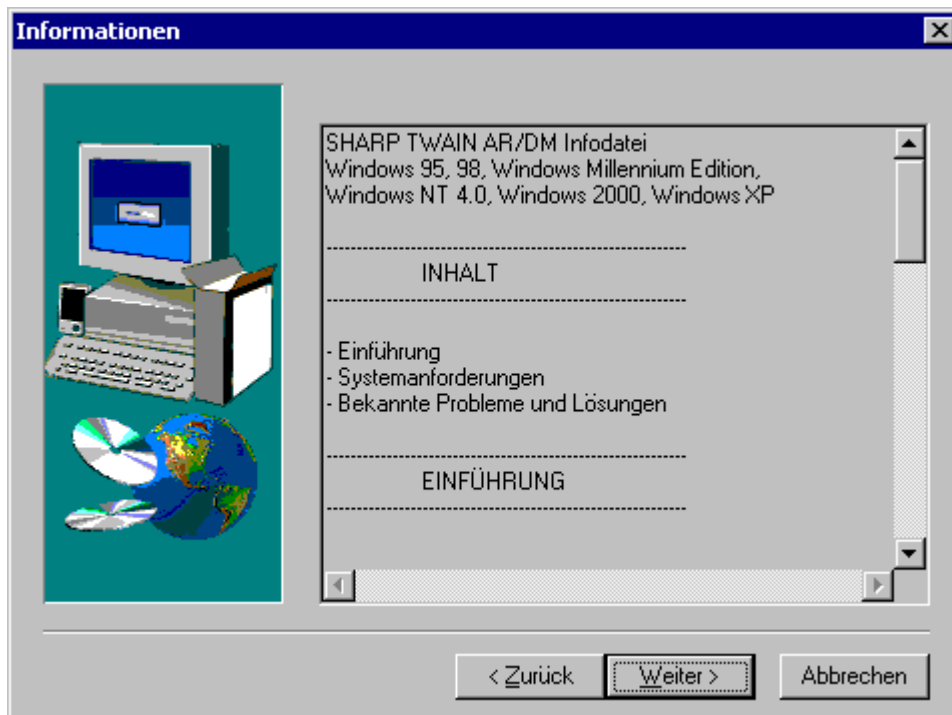 Informationen
SHARP TWAIN AR/DM Infodatei
Windows 95, 98, Windows Millennium Edition,
Windows NT 4.0, Windows 2000, Windows XP
------------------------------------------------------------
INHALT
------------------------------------------------------------
- Einführung
- Systemanforderungen
- Bekannte Probleme und Lösungen
------------------------------------------------------------
EINFÜHRUNG
------------------------------------------------------------
< Zurück
Weiter >
Abbrechen